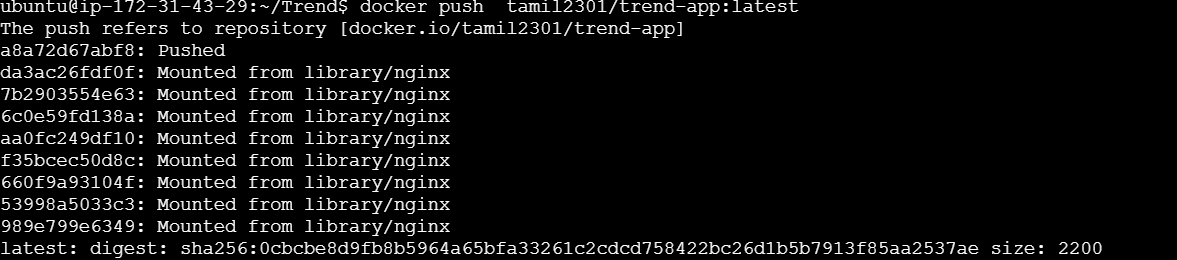 ubuntu@ip-172-31-43-29:~/Trend$ docker push  tamil2301/trend-app:latest
The push refers to repository [docker.io/tamil2301/trend-app]
a8a72d67abf8: Pushed
da3ac26fdf0f: Mounted from library/nginx
7b2903554e63: Mounted from library/nginx
6c0e59fd138a: Mounted from library/nginx
aa0fc249df10: Mounted from library/nginx
f35bcec50d8c: Mounted from library/nginx
660f9a93104f: Mounted from library/nginx
53998a5033c3: Mounted from library/nginx
989e799e6349: Mounted from library/nginx
latest: digest: sha256:0cbcbe8d9fb8b5964a65bfa33261c2cdcd758422bc26d1b5b7913f85aa2537ae size: 2200